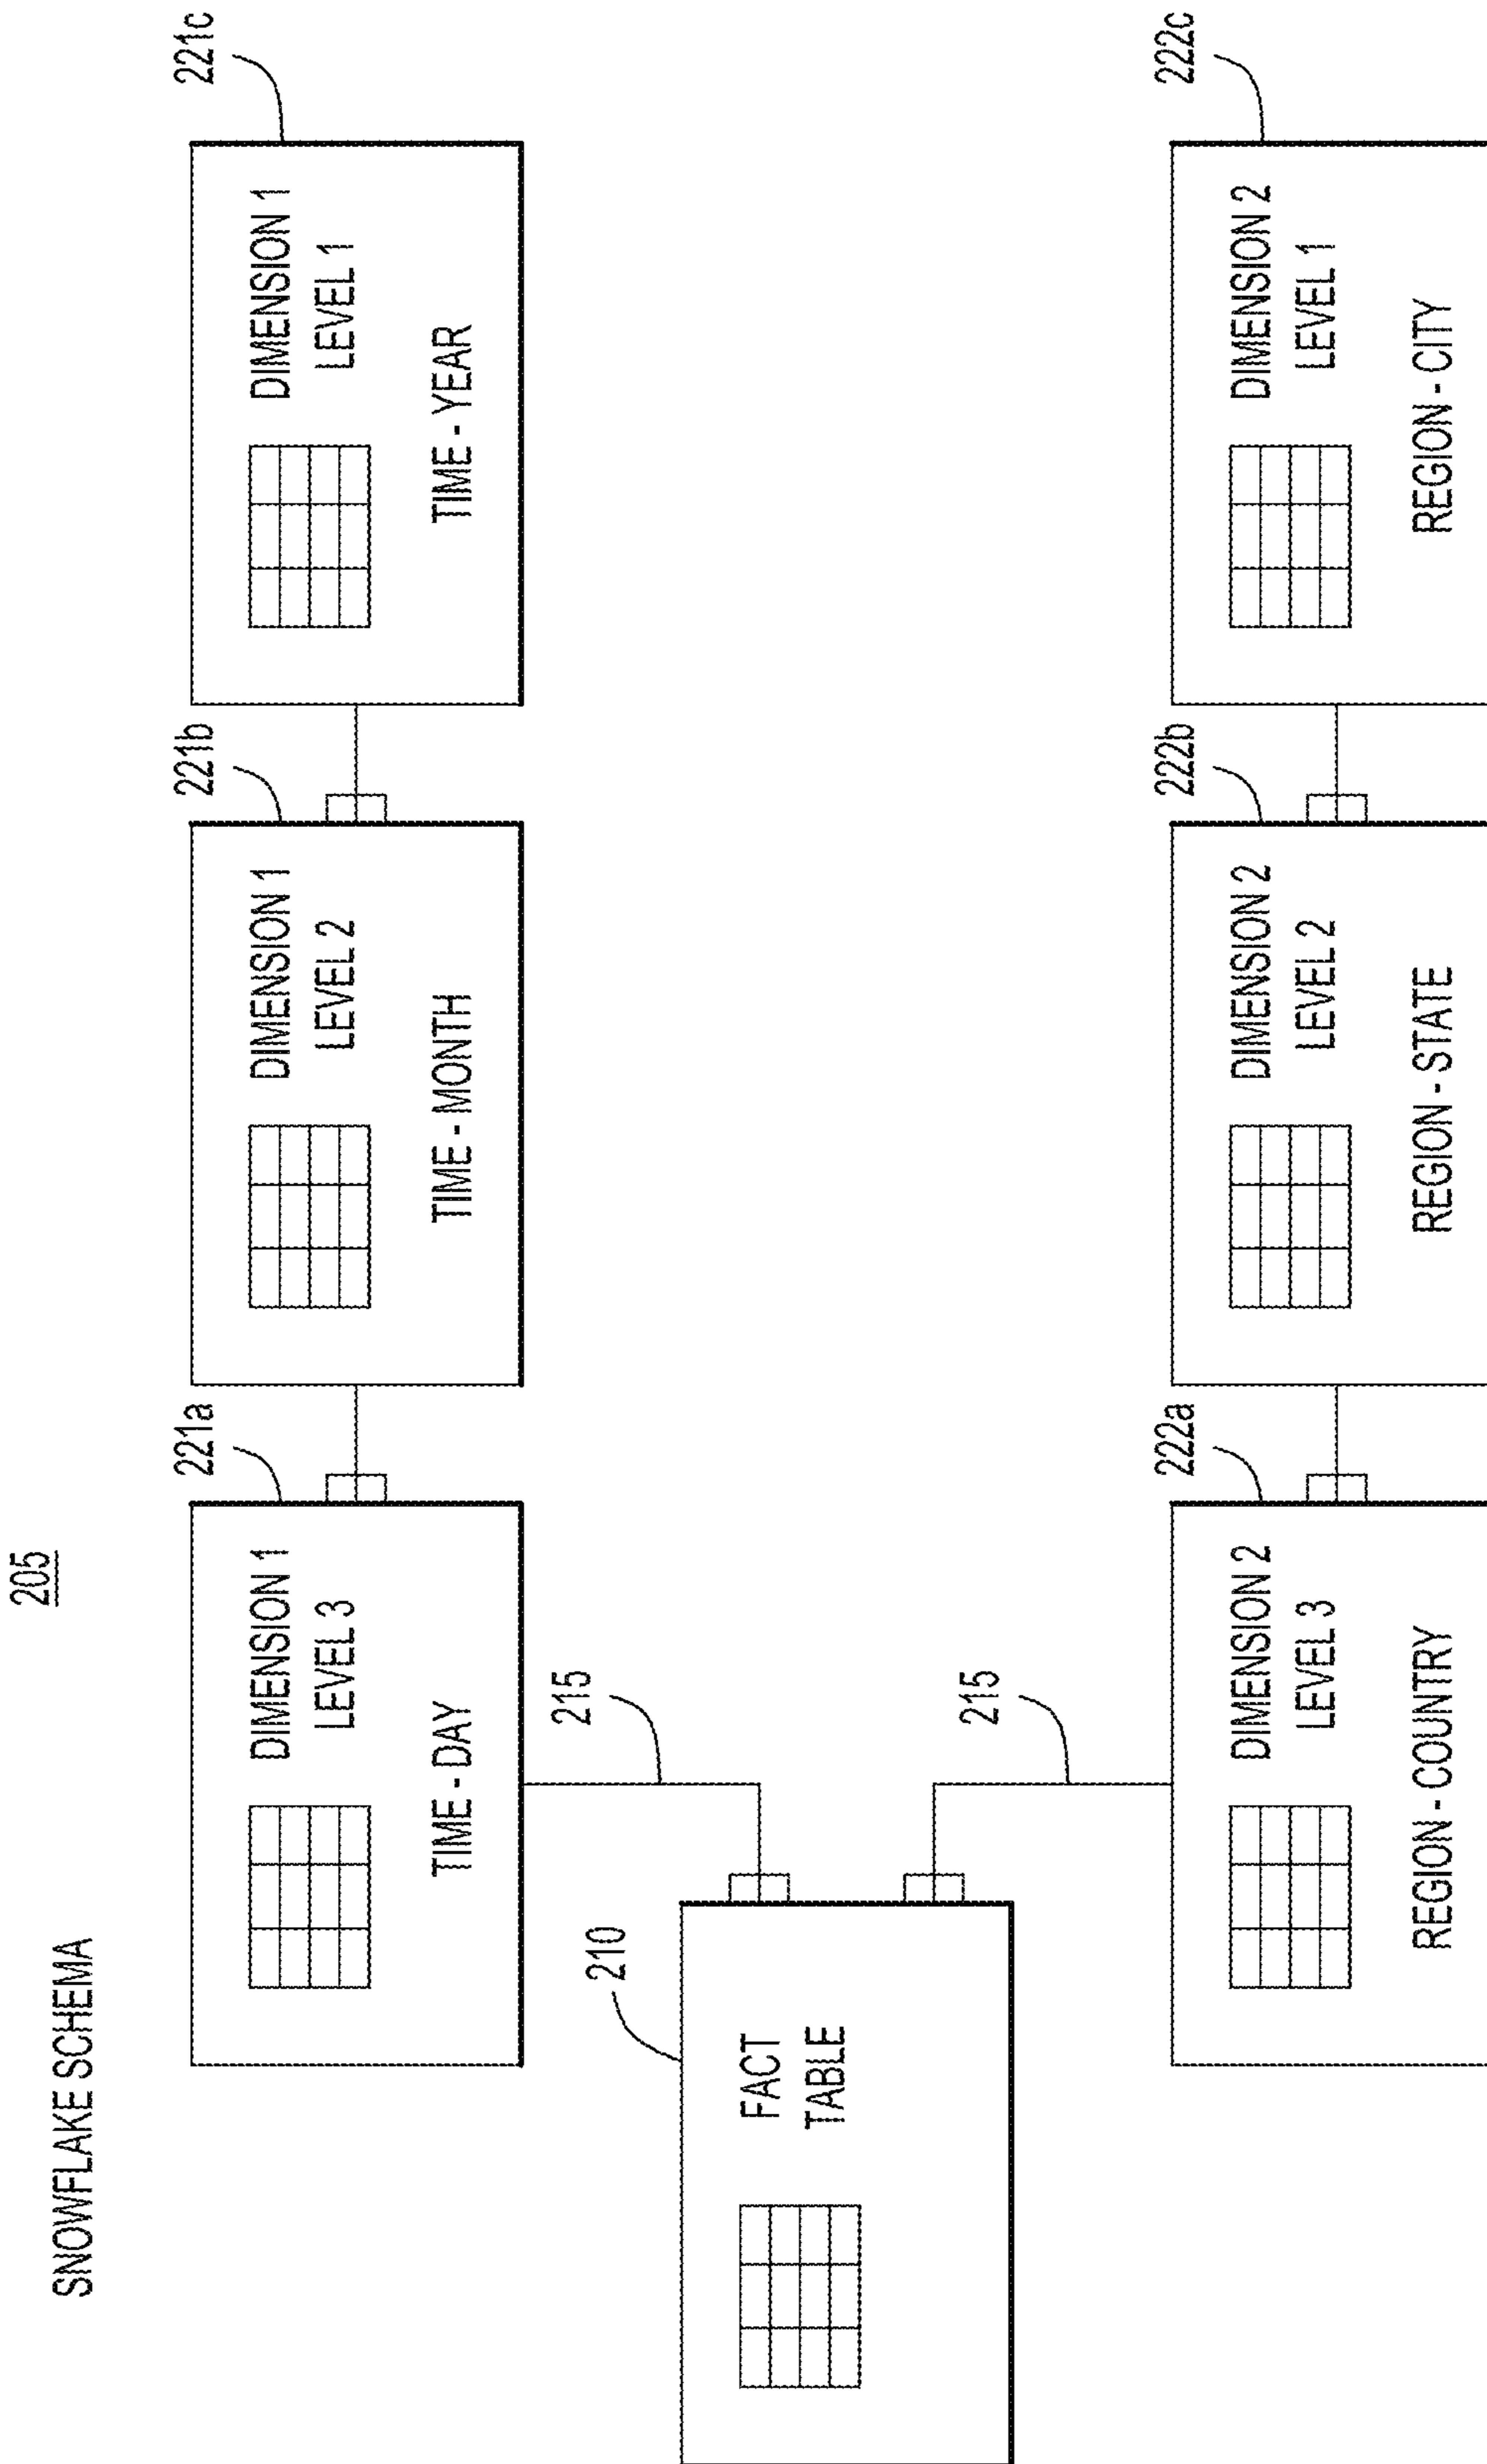 SNOWFLAKE SCHEMA
205
221a
221b
221c
DIMENSION 1
LEVEL 3
TIME - DAY
DIMENSION 1
LEVEL 2
TIME - MONTH
DIMENSION 1
LEVEL 1
TIME - YEAR
215
210
FACT
TABLE
215
222a
222b
222c
DIMENSION 2
LEVEL 3
REGION - COUNTRY
DIMENSION 2
LEVEL 2
REGION - STATE
DIMENSION 2
LEVEL 1
REGION - CITY